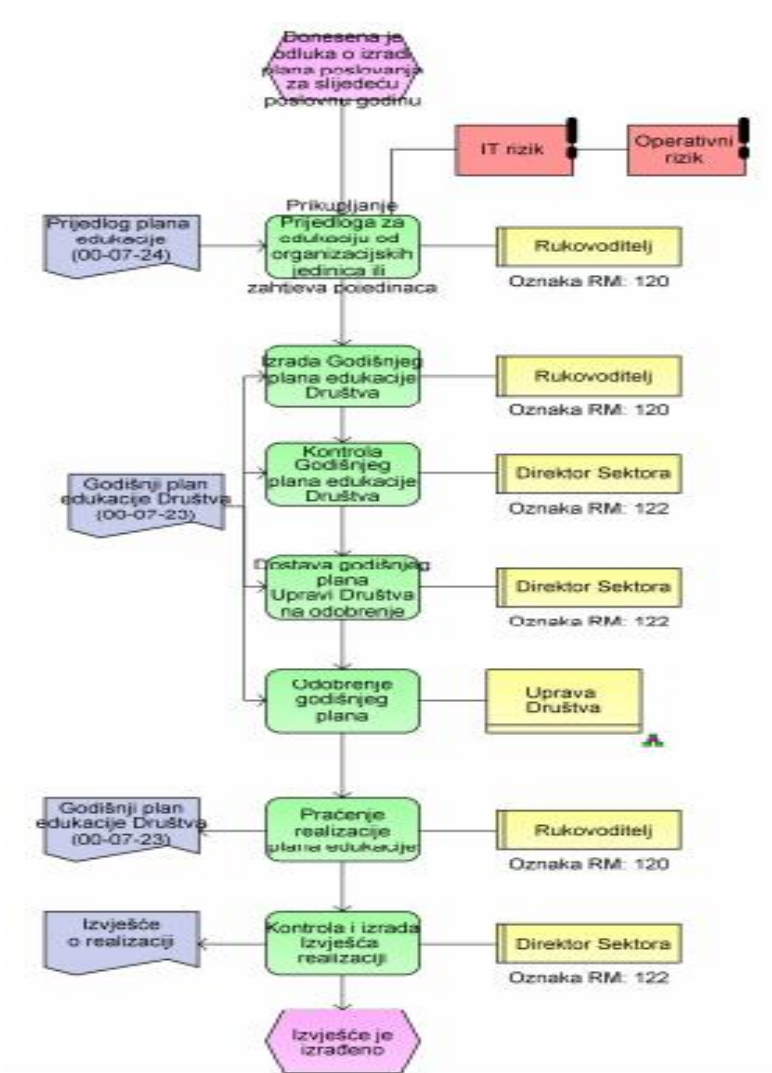 Donesena je
odluka o izradi
plana poslovanja
za slijedeću
poslovnu godinu
IT rizik
Operativni
rizik
Prijedlog plana
edukacije
(00-07-24)
Prikupljanje
Prijedloga za
edukaciju od
organizacijskih
jedinica ili
zahtjeva pojedinaca
Rukovoditelj
Oznaka RM: 120
Izrada Godišnjeg
plana edukacije
Društva
Rukovoditelj
Oznaka RM: 120
Godišnji plan
edukacije Društva
(00-07-23)
Kontrola
Godišnjeg
plana edukacije
Društva
Direktor Sektora
Oznaka RM: 122
Dostava godišnjeg
plana
Upravi Društva
na odobrenje
Direktor Sektora
Oznaka RM: 122
Odobrenje
godišnjeg
plana
Uprava
Društva
Godišnji plan
edukacije Društva
(00-07-23)
Praćenje
realizacije
plana edukacije
Rukovoditelj
Oznaka RM: 120
Izvješće
o realizaciji
Kontrola i izrada
Izvješća
realizaciji
Direktor Sektora
Oznaka RM: 122
Izvješće je
izrađeno